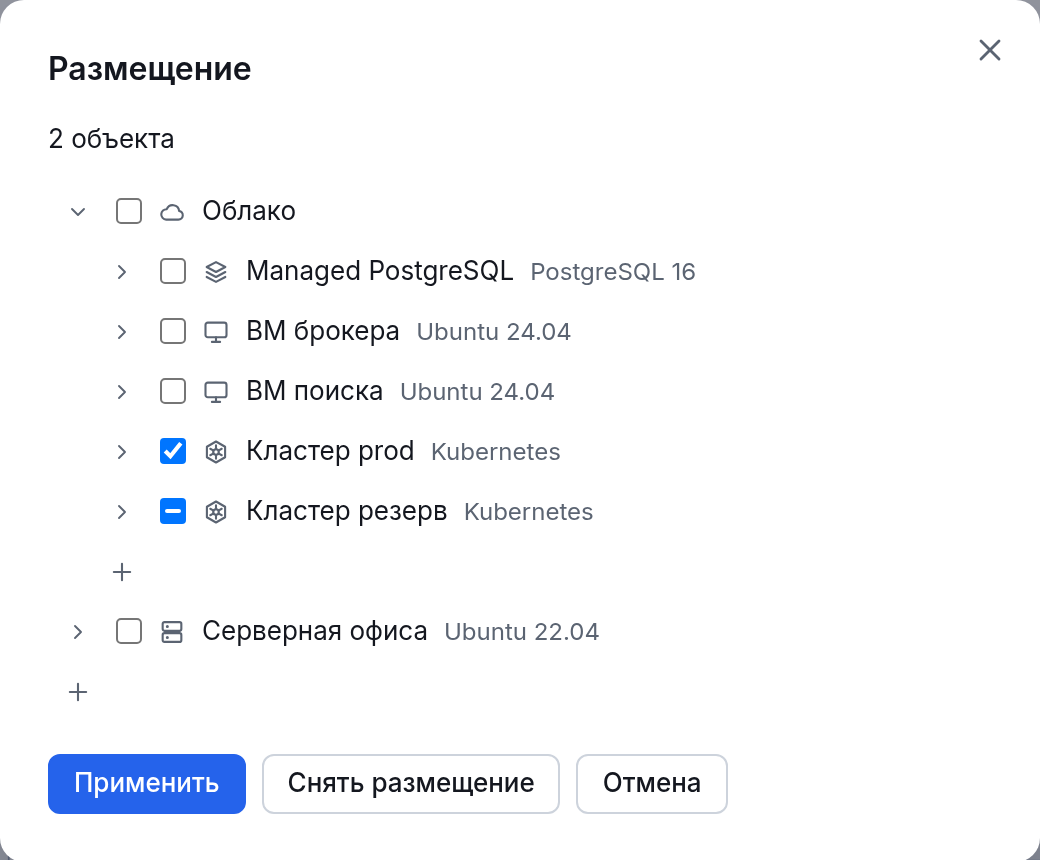 Размещение
2 объекта
Облако
Managed PostgreSQL PostgreSQL 16
ВМ брокера Ubuntu 24.04
ВМ поиска Ubuntu 24.04
Кластер prod Kubernetes
Кластер резерв Kubernetes
Серверная офиса Ubuntu 22.04
Применить Снять размещение Отмена